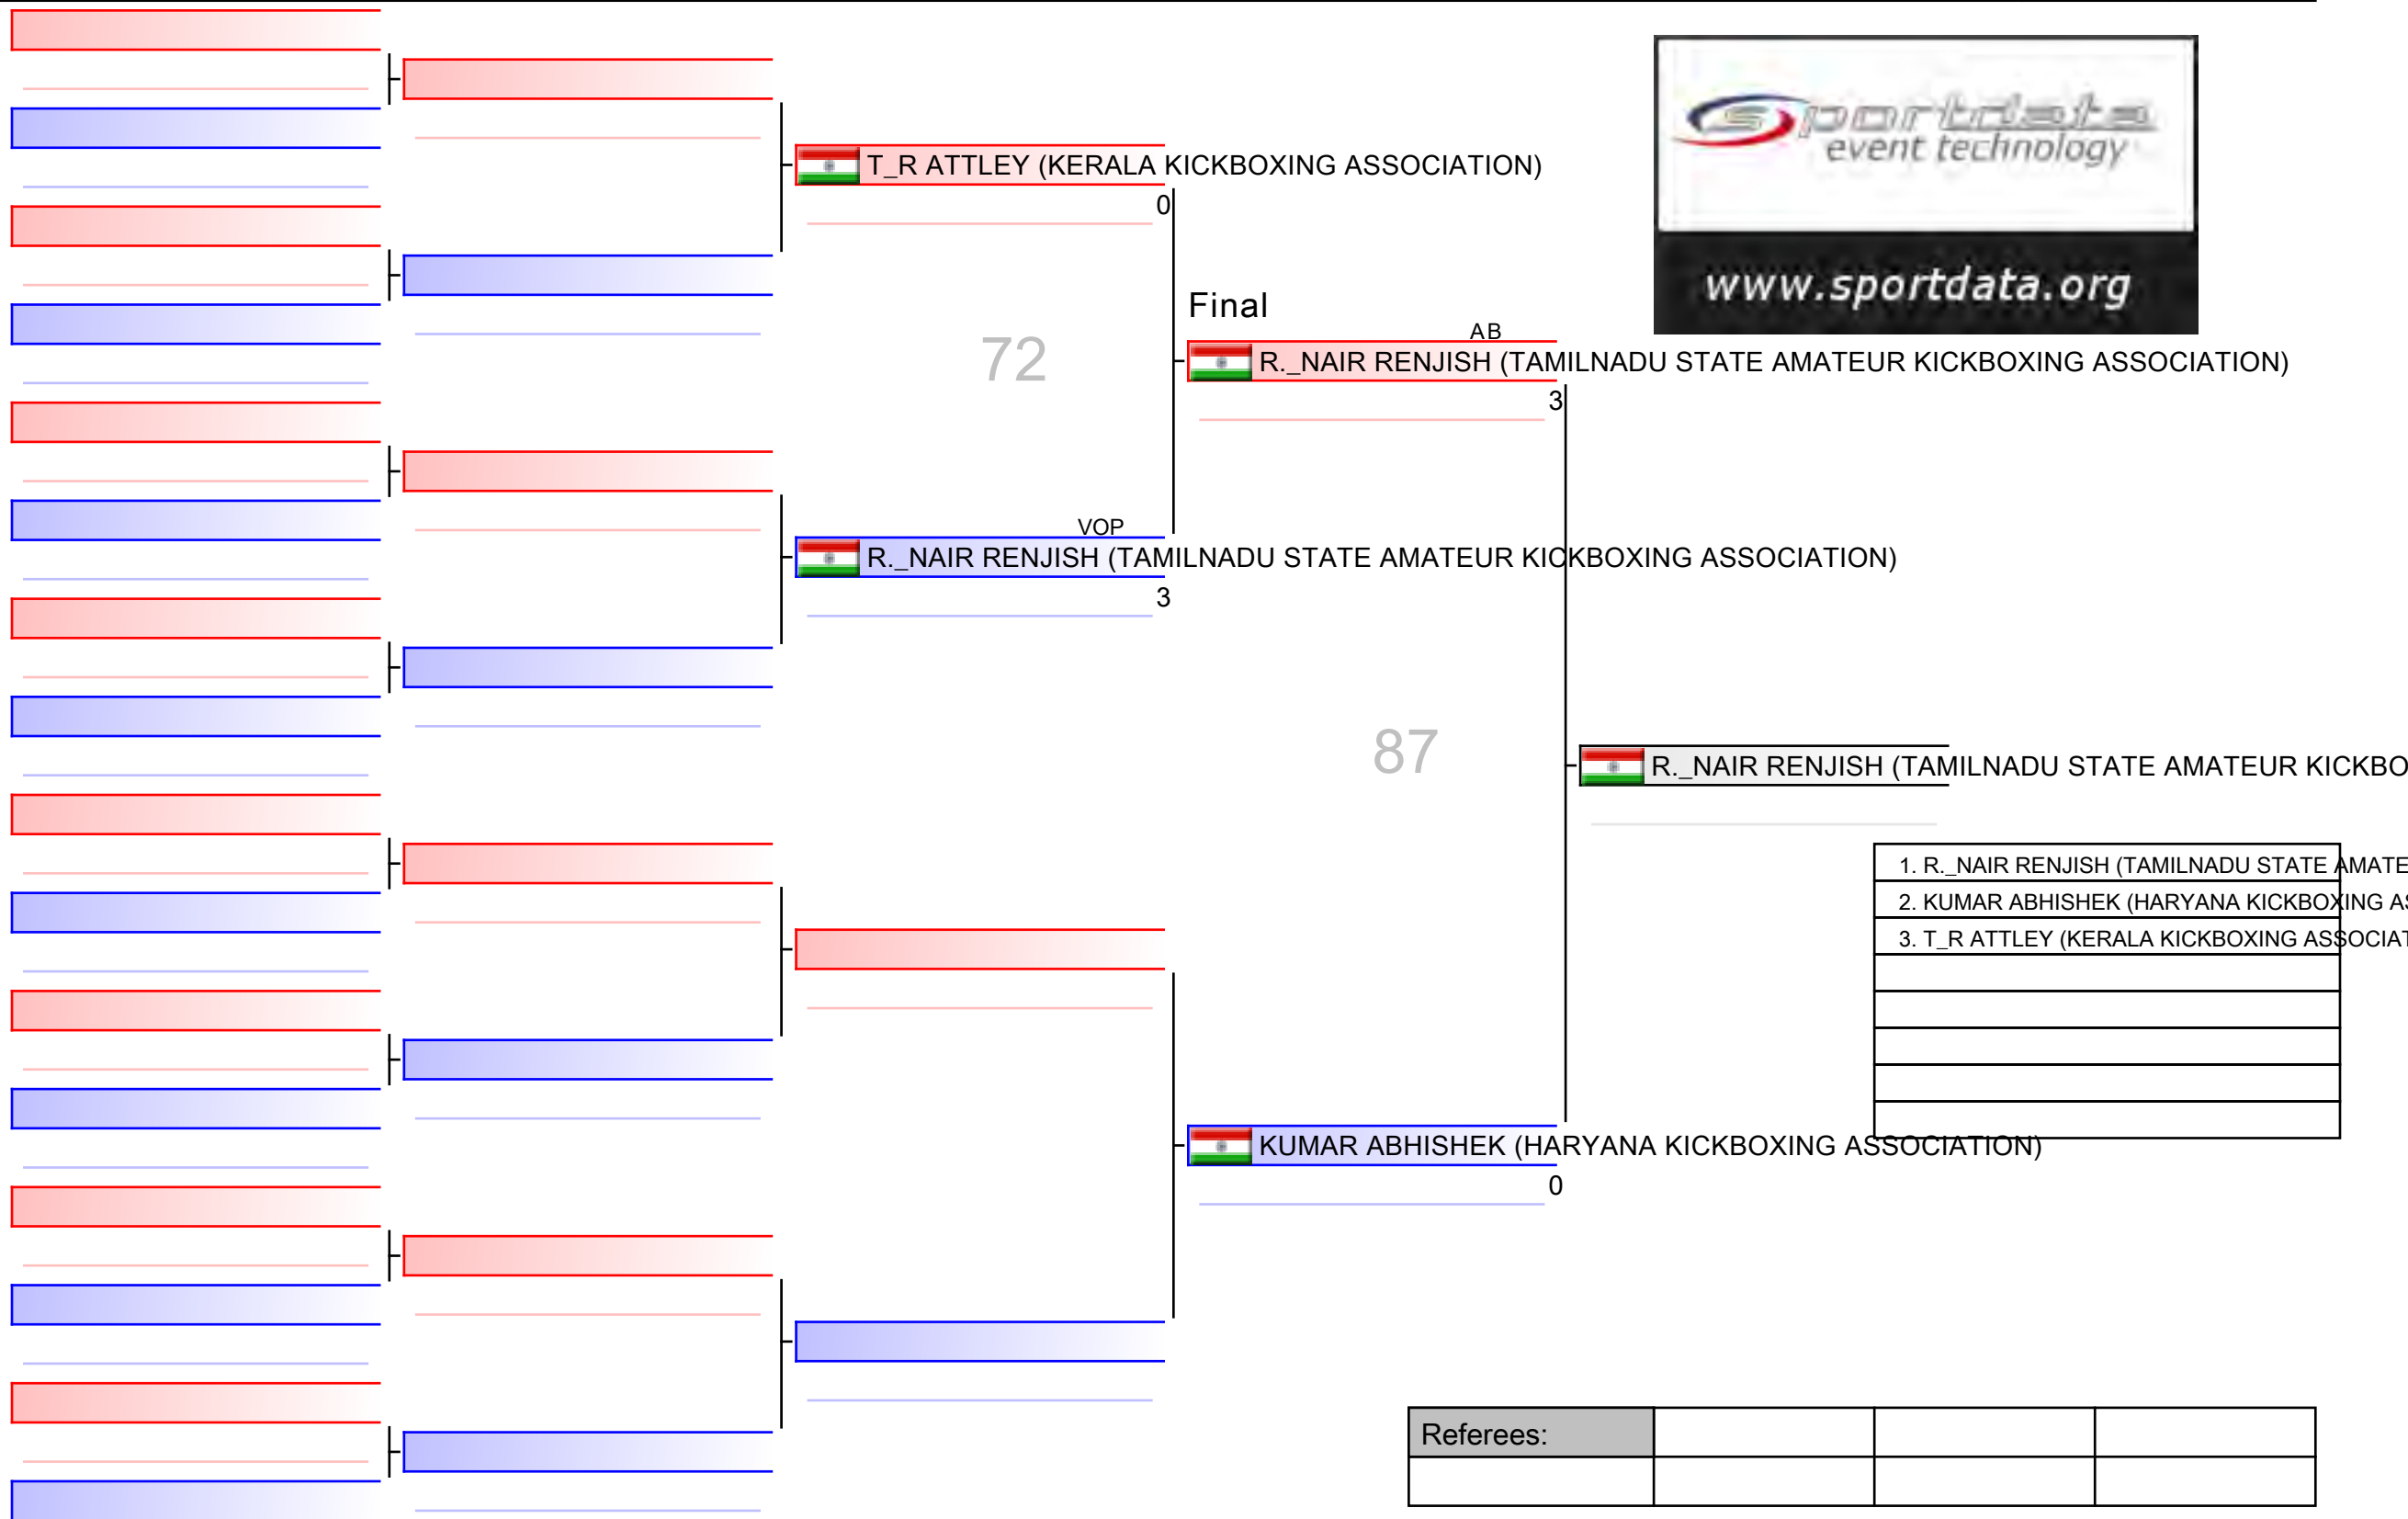 sportdata
event technology
www.sportdata.org
T_R ATTLEY (KERALA KICKBOXING ASSOCIATION)
0
72
Final
AB
R._NAIR RENJISH (TAMILNADU STATE AMATEUR KICKBOXING ASSOCIATION)
3
VOP
R._NAIR RENJISH (TAMILNADU STATE AMATEUR KICKBOXING ASSOCIATION)
3
87
R._NAIR RENJISH (TAMILNADU STATE AMATEUR KICKBO
1. R._NAIR RENJISH (TAMILNADU STATE AMATE
2. KUMAR ABHISHEK (HARYANA KICKBOXING AS
3. T_R ATTLEY (KERALA KICKBOXING ASSOCIAT
KUMAR ABHISHEK (HARYANA KICKBOXING ASSOCIATION)
0
Referees: